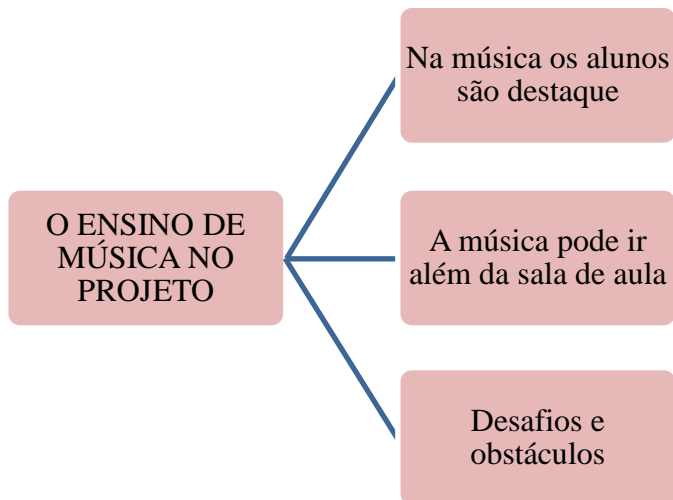 Na música os alunos
são destaque
O ENSINO DE
MÚSICA NO
PROJETO
A música pode ir
além da sala de aula
Desafios e
obstáculos